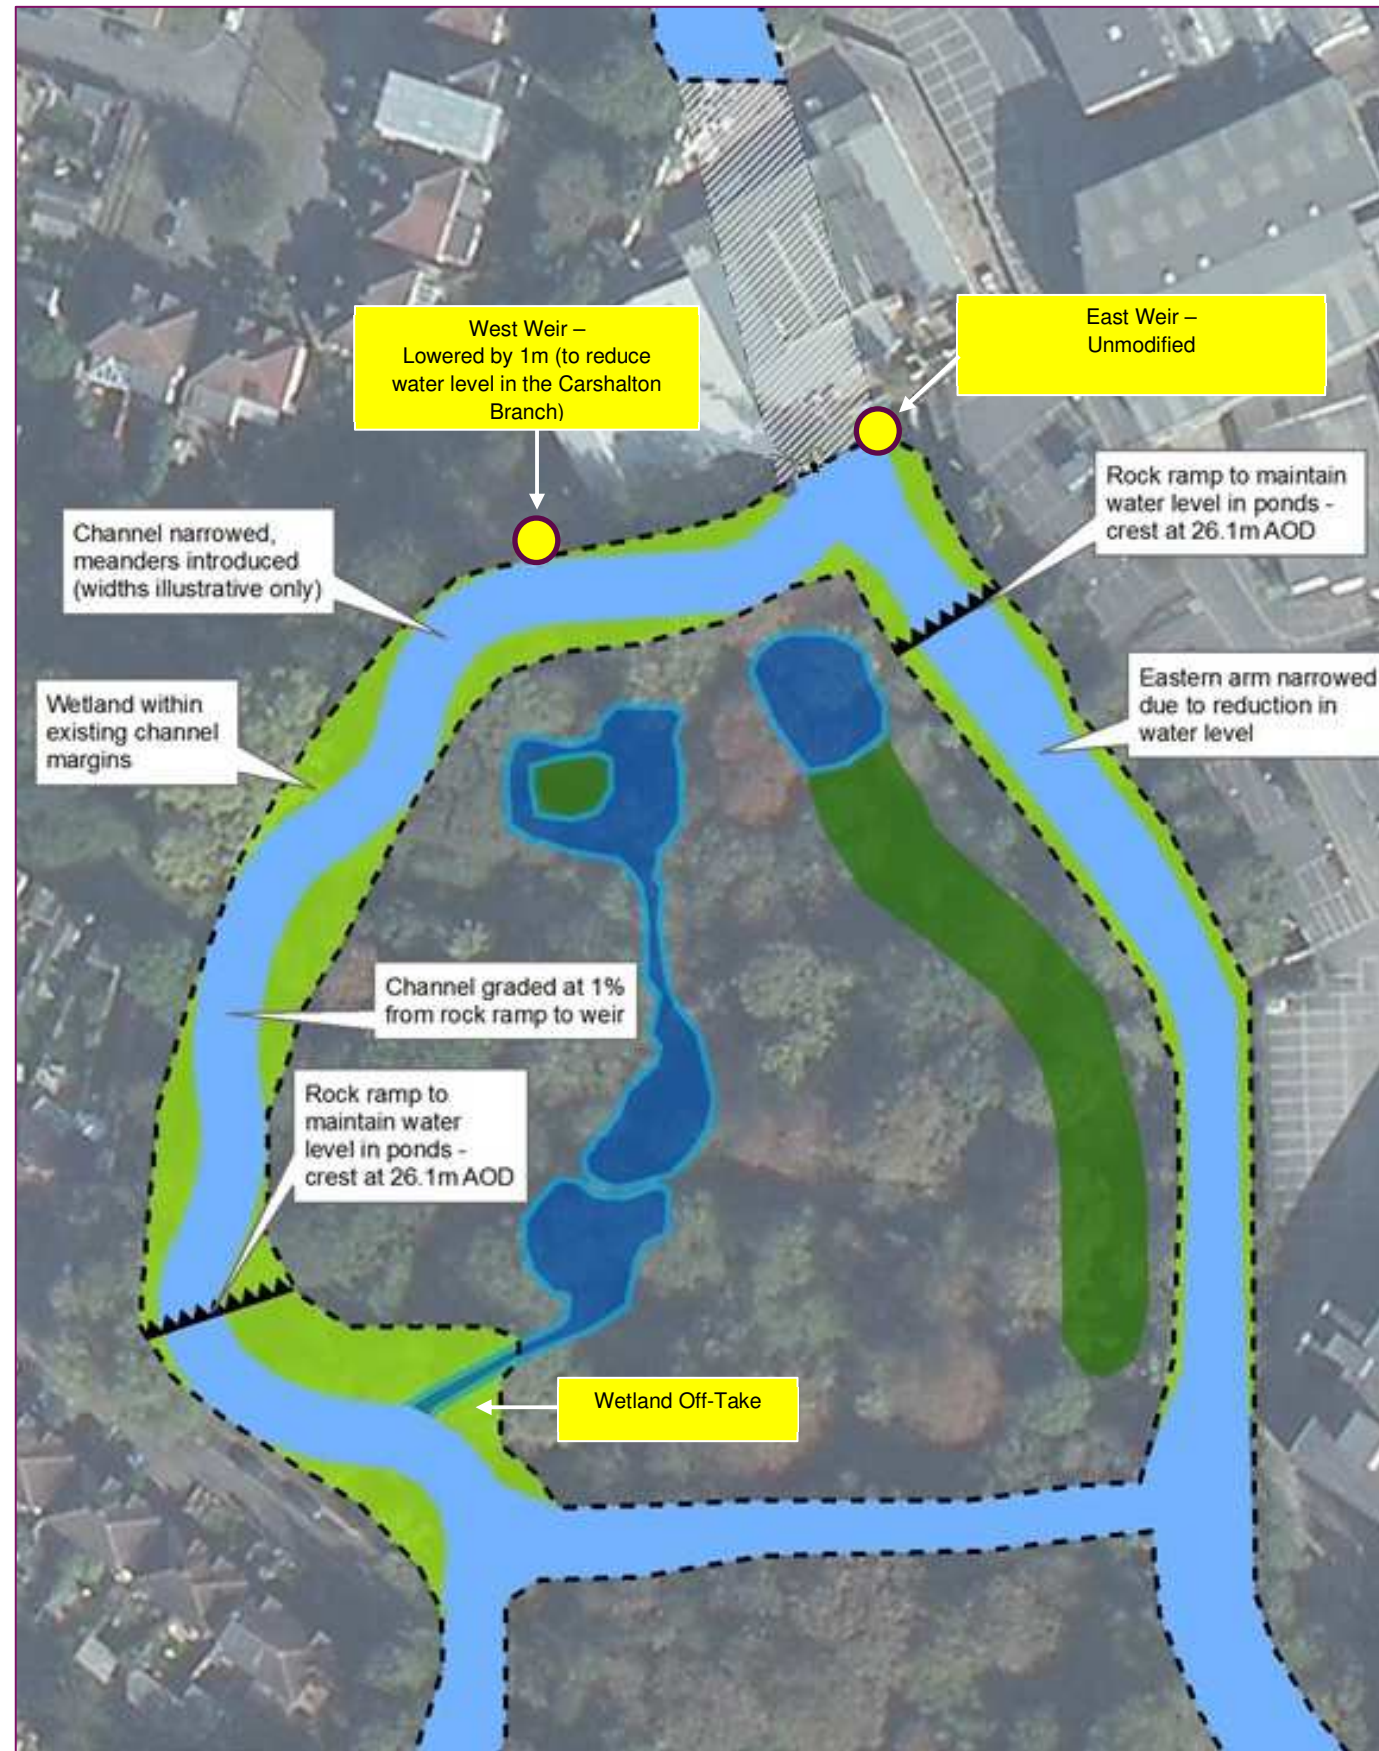 West Weir –
Lowered by 1m (to reduce
water level in the Carshalton
Branch)
East Weir –
Unmodified
Rock ramp to maintain
water level in ponds -
crest at 26.1m AOD
Channel narrowed,
meanders introduced
(widths illustrative only)
Eastern arm narrowed
due to reduction in
water level
Wetland within
existing channel
margins
Channel graded at 1%
from rock ramp to weir
Rock ramp to
maintain water
level in ponds -
crest at 26.1m AOD
Wetland Off-Take